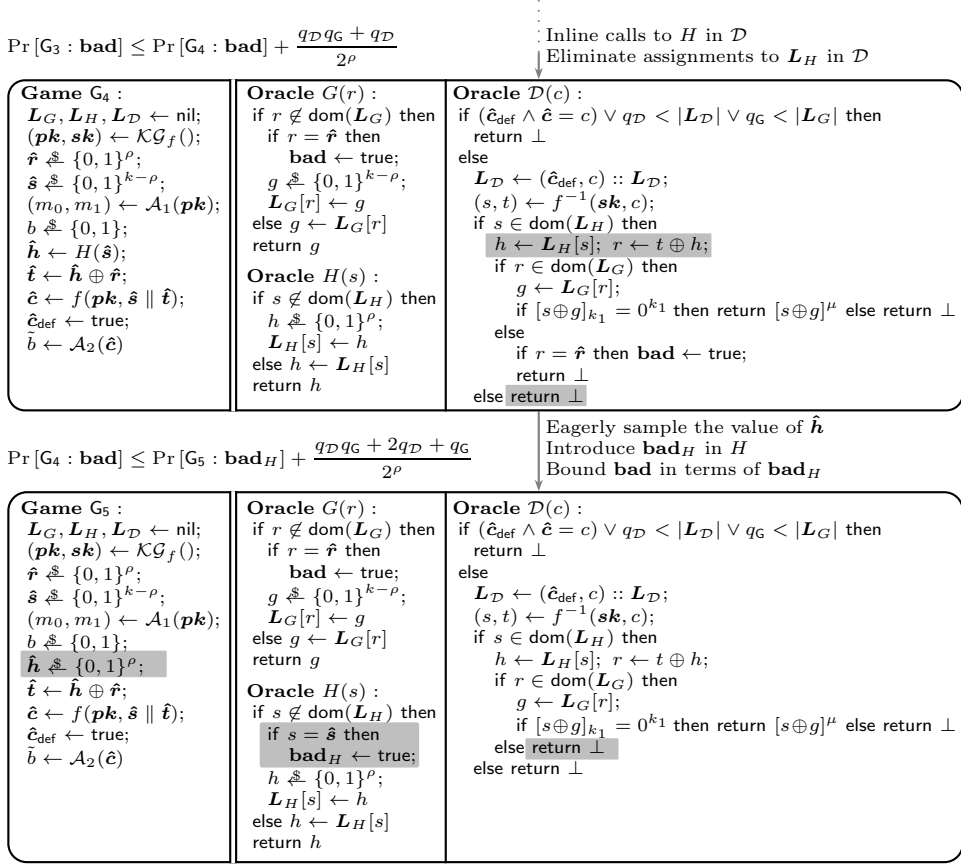 Pr [G₃ : bad] ≤ Pr [G₄ : bad] + (q_𝒟 q_G + q_𝒟) / 2^ρ
Inline calls to H in 𝒟
Eliminate assignments to L_H in 𝒟
Game G₄ :
L_G, L_H, L_𝒟 ← nil;
(pk, sk) ← 𝒦𝒢_f();
r̂ ←$ {0, 1}^ρ;
ŝ ←$ {0, 1}^{k−ρ};
(m₀, m₁) ← 𝒜₁(pk);
b ←$ {0, 1};
ĥ ← H(ŝ);
t̂ ← ĥ ⊕ r̂;
ĉ ← f(pk, ŝ ∥ t̂);
ĉ_def ← true;
b̃ ← 𝒜₂(ĉ)
Oracle G(r) :
if r ∉ dom(L_G) then
if r = r̂ then
bad ← true;
g ←$ {0, 1}^{k−ρ};
L_G[r] ← g
else g ← L_G[r]
return g
Oracle H(s) :
if s ∉ dom(L_H) then
h ←$ {0, 1}^ρ;
L_H[s] ← h
else h ← L_H[s]
return h
Oracle 𝒟(c) :
if (ĉ_def ∧ ĉ = c) ∨ q_𝒟 < |L_𝒟| ∨ q_G < |L_G| then
return ⊥
else
L_𝒟 ← (ĉ_def, c) :: L_𝒟;
(s, t) ← f^{−1}(sk, c);
if s ∈ dom(L_H) then
h ← L_H[s]; r ← t ⊕ h;
if r ∈ dom(L_G) then
g ← L_G[r];
if [s⊕g]_{k₁} = 0^{k₁} then return [s⊕g]^μ else return ⊥
else
if r = r̂ then bad ← true;
return ⊥
else return ⊥
Pr [G₄ : bad] ≤ Pr [G₅ : bad_H] + (q_𝒟 q_G + 2q_𝒟 + q_G) / 2^ρ
Eagerly sample the value of ĥ
Introduce bad_H in H
Bound bad in terms of bad_H
Game G₅ :
L_G, L_H, L_𝒟 ← nil;
(pk, sk) ← 𝒦𝒢_f();
r̂ ←$ {0, 1}^ρ;
ŝ ←$ {0, 1}^{k−ρ};
(m₀, m₁) ← 𝒜₁(pk);
b ←$ {0, 1};
ĥ ←$ {0, 1}^ρ;
t̂ ← ĥ ⊕ r̂;
ĉ ← f(pk, ŝ ∥ t̂);
ĉ_def ← true;
b̃ ← 𝒜₂(ĉ)
Oracle G(r) :
if r ∉ dom(L_G) then
if r = r̂ then
bad ← true;
g ←$ {0, 1}^{k−ρ};
L_G[r] ← g
else g ← L_G[r]
return g
Oracle H(s) :
if s ∉ dom(L_H) then
if s = ŝ then
bad_H ← true;
h ←$ {0, 1}^ρ;
L_H[s] ← h
else h ← L_H[s]
return h
Oracle 𝒟(c) :
if (ĉ_def ∧ ĉ = c) ∨ q_𝒟 < |L_𝒟| ∨ q_G < |L_G| then
return ⊥
else
L_𝒟 ← (ĉ_def, c) :: L_𝒟;
(s, t) ← f^{−1}(sk, c);
if s ∈ dom(L_H) then
h ← L_H[s]; r ← t ⊕ h;
if r ∈ dom(L_G) then
g ← L_G[r];
if [s⊕g]_{k₁} = 0^{k₁} then return [s⊕g]^μ else return ⊥
else return ⊥
else return ⊥